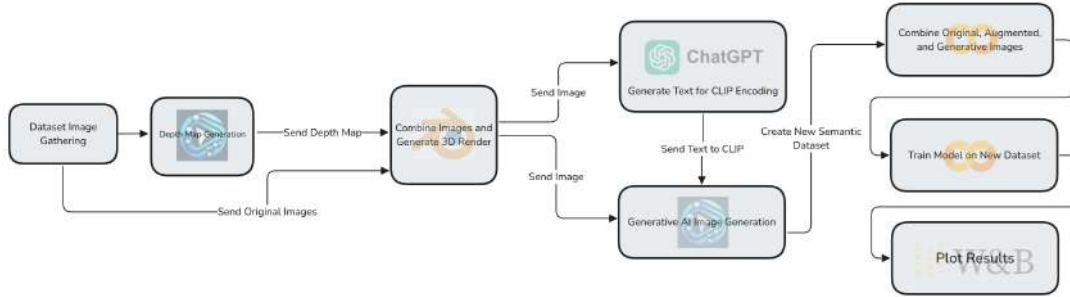 Dataset Image
Gathering
Depth Map Generation
Send Depth Map
Send Original Images
Combine Images and
Generate 3D Render
Send Image
Send Image
ChatGPT
Generate Text for CLIP Encoding
Send Text to CLIP
Generative AI Image Generation
Create New Semantic
Dataset
Combine Original, Augmented,
and Generative Images
Train Model on New Dataset
Plot Results
W&B